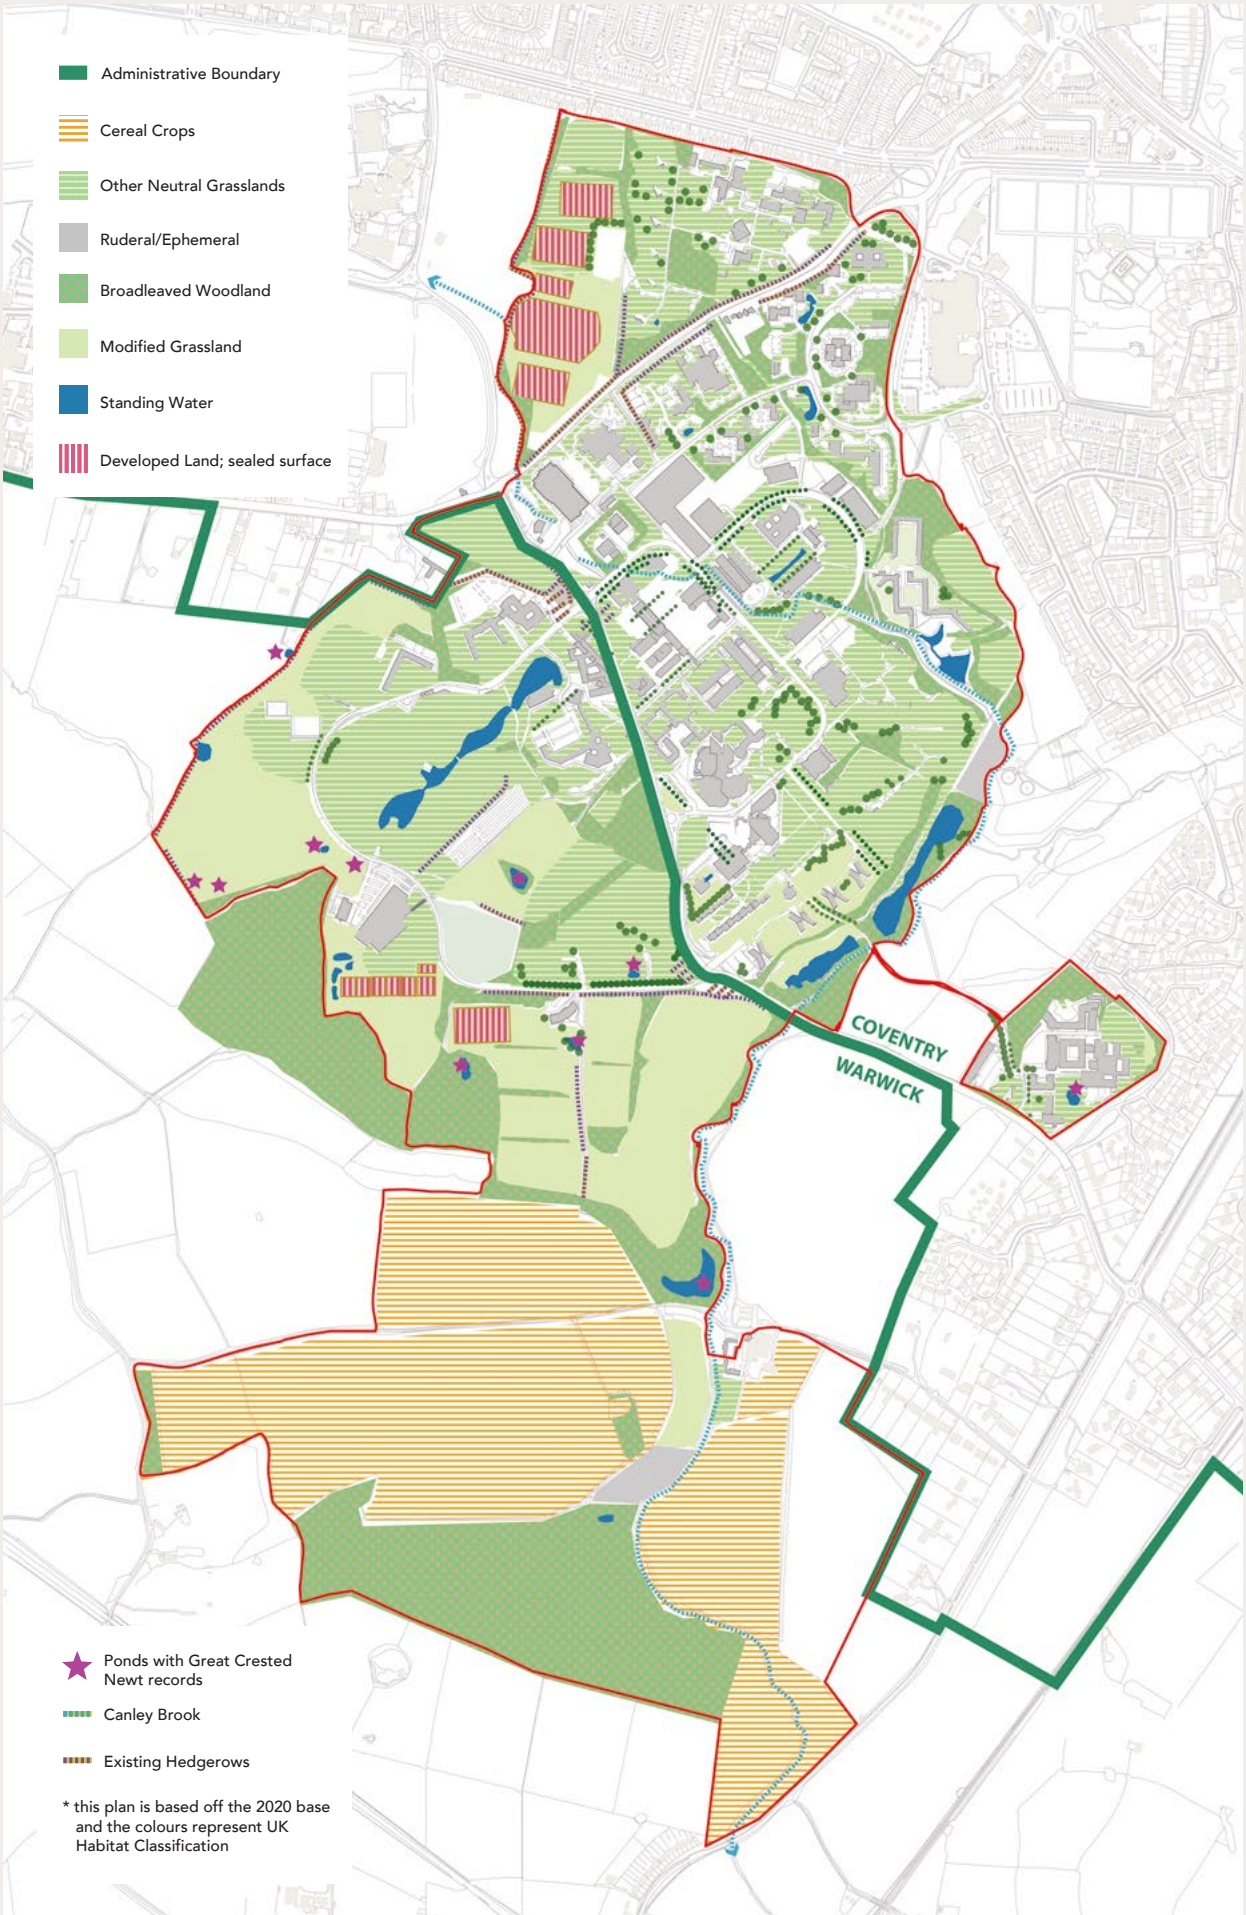 Administrative Boundary
Cereal Crops
Other Neutral Grasslands
Ruderal/Ephemeral
Broadleaved Woodland
Modified Grassland
Standing Water
Developed Land; sealed surface
COVENTRY
WARWICK
Ponds with Great Crested
Newt records
Canley Brook
Existing Hedgerows
* this plan is based off the 2020 base
and the colours represent UK
Habitat Classification